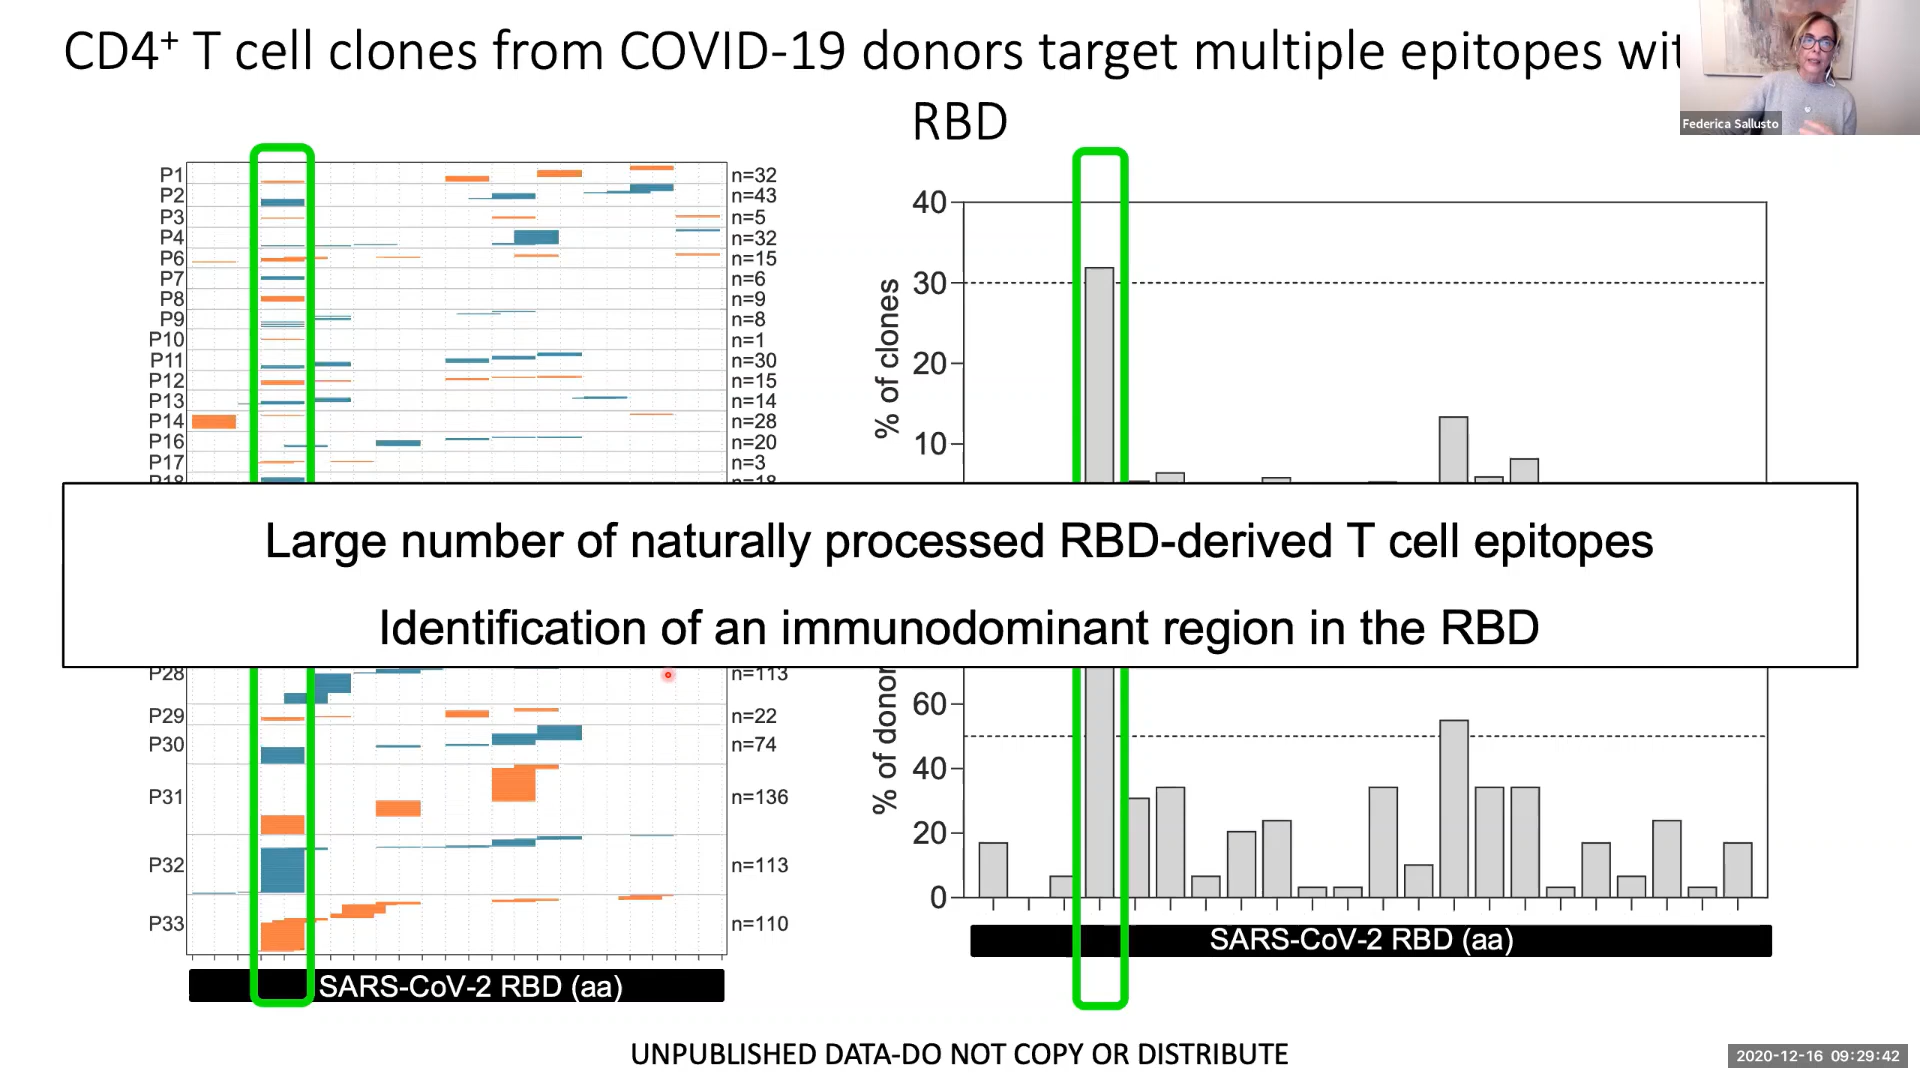 CD4⁺ T cell clones from COVID-19 donors target multiple epitopes wit
RBD
Federica Sallusto
P1 n=32
P2 n=43
P3 n=5
P4 n=32
P6 n=15
P7 n=6
P8 n=9
P9 n=8
P10 n=1
P11 n=30
P12 n=15
P13 n=14
P14 n=28
P16 n=20
P17 n=3
P18 n=18
40
30
20
10
% of clones
Large number of naturally processed RBD-derived T cell epitopes
Identification of an immunodominant region in the RBD
P28 n=113
P29 n=22
P30 n=74
P31 n=136
P32 n=113
P33 n=110
SARS-CoV-2 RBD (aa)
60
40
20
0
% of donor
SARS-CoV-2 RBD (aa)
UNPUBLISHED DATA-DO NOT COPY OR DISTRIBUTE
2020-12-16 09:29:42